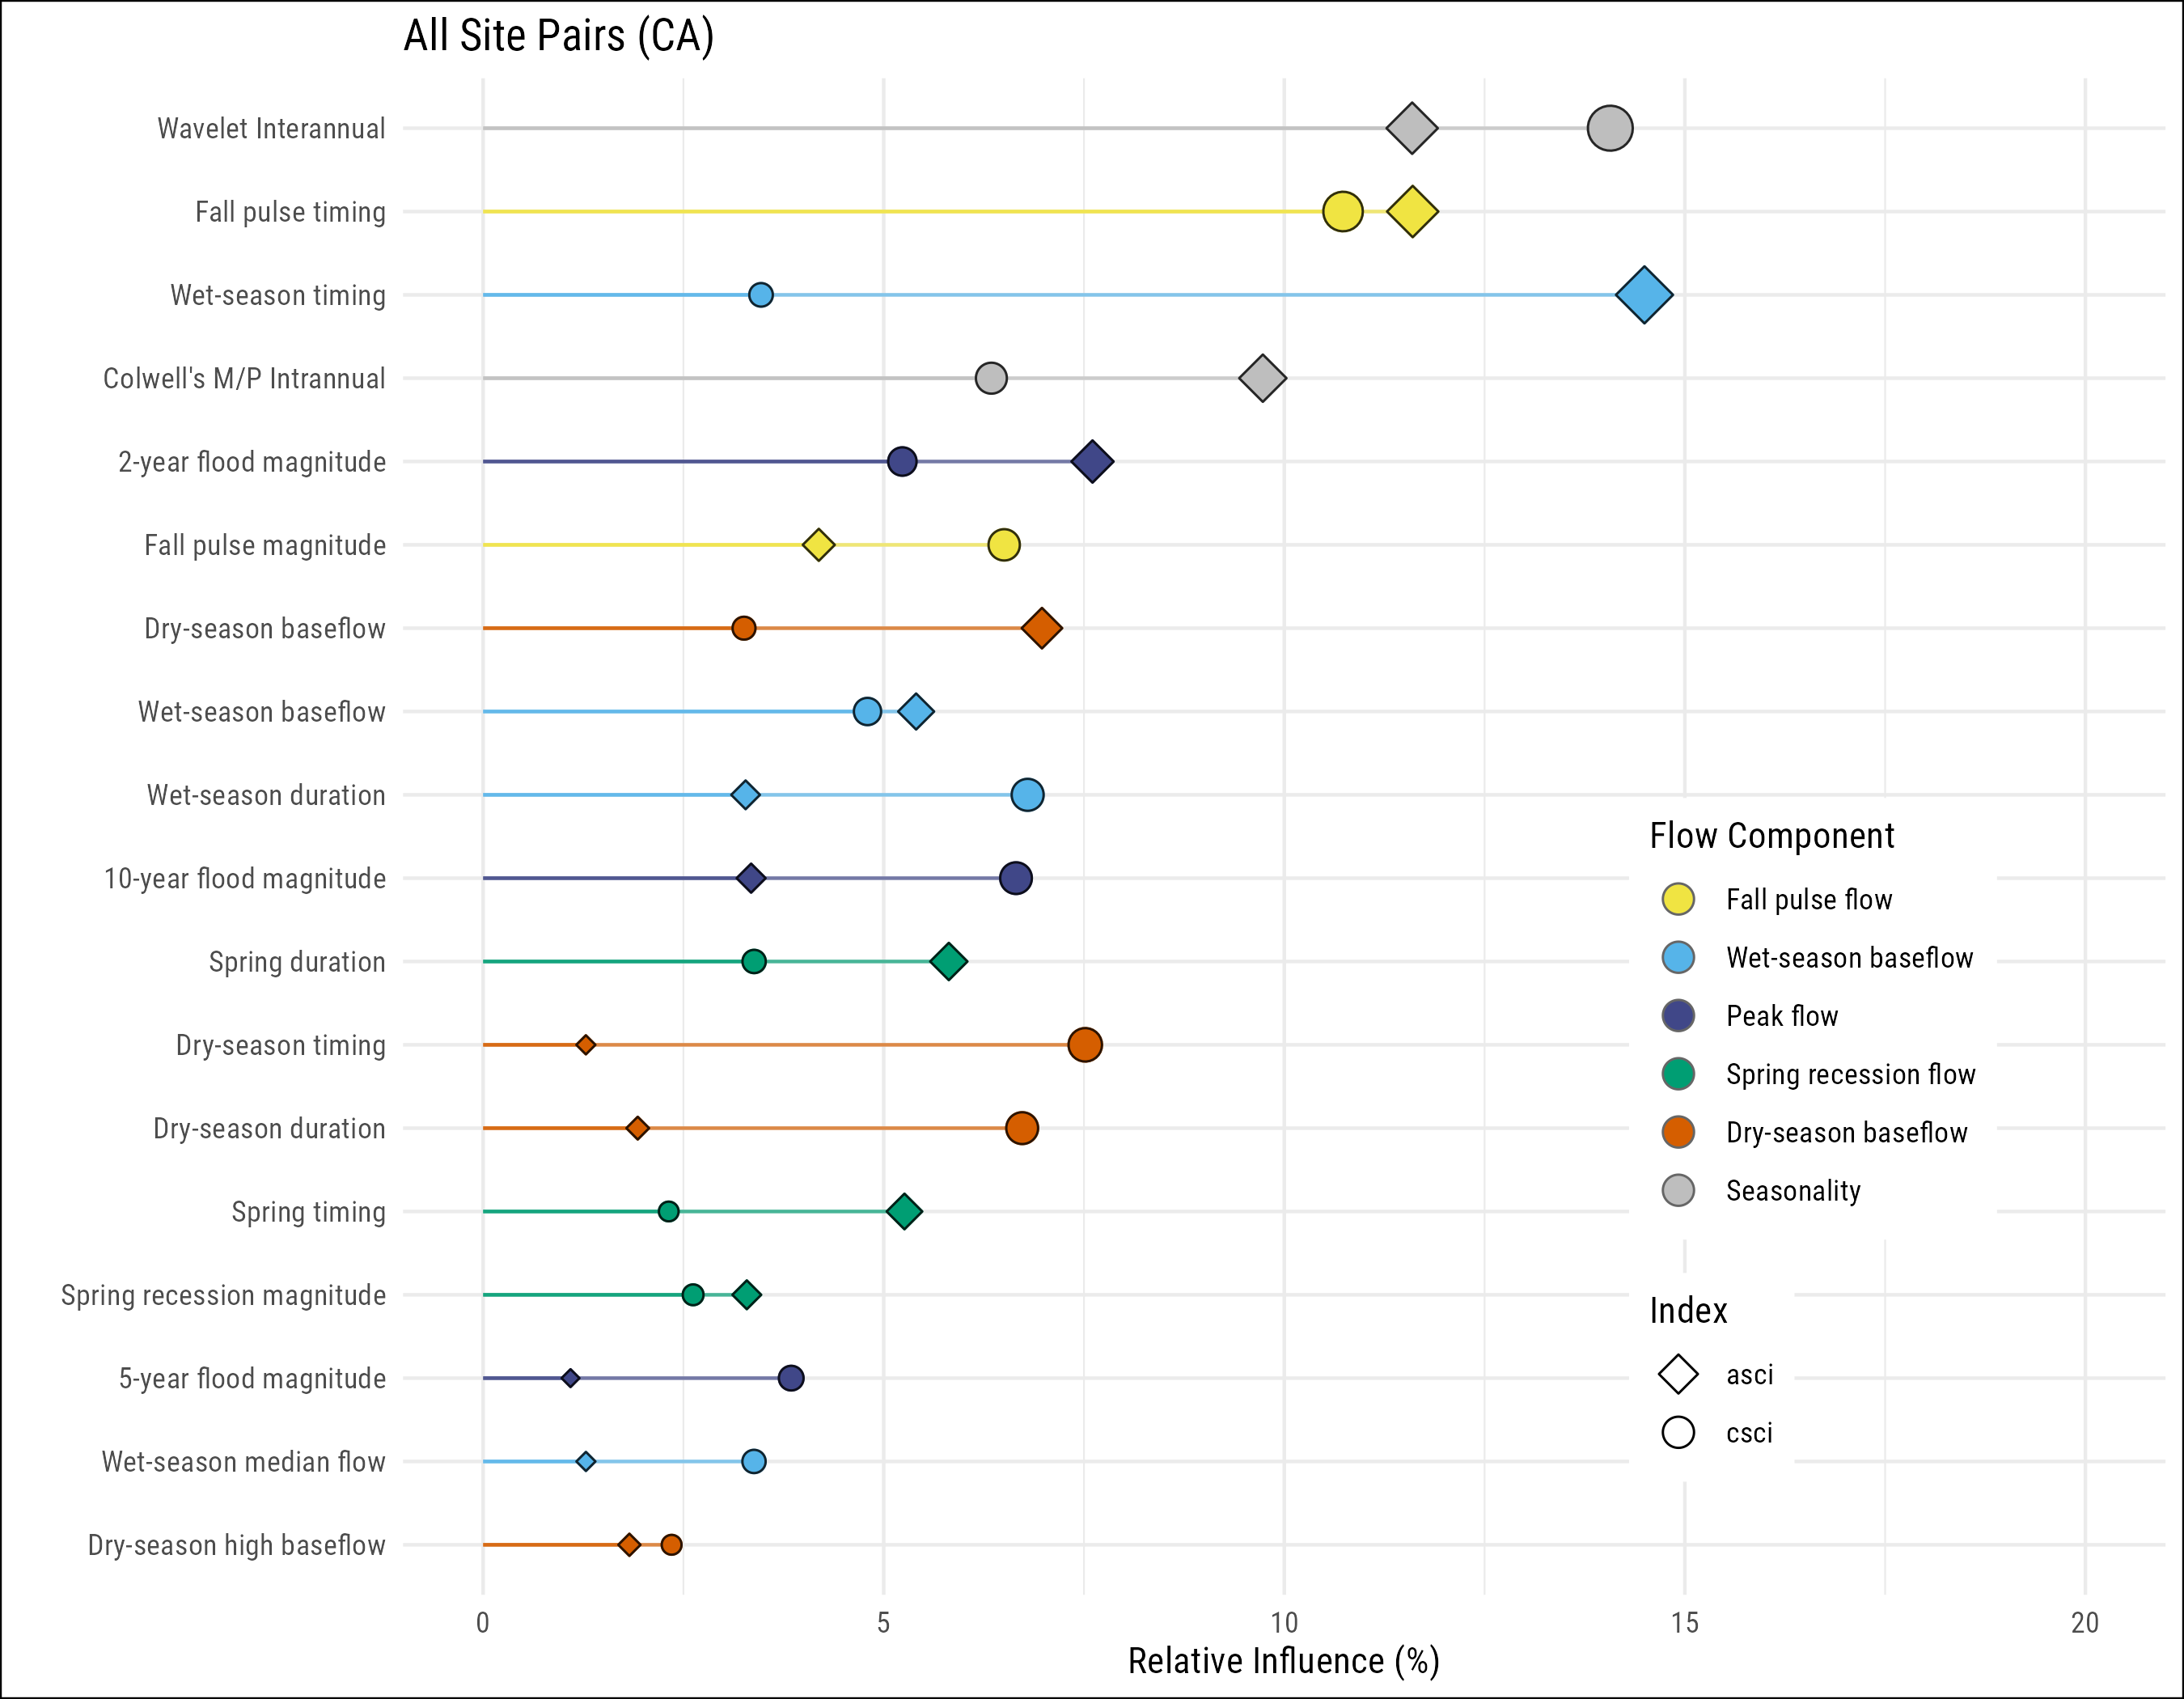 All Site Pairs (CA)
Wavelet Interannual
Fall pulse timing
Wet-season timing
Colwell's M/P Intrannual
2-year flood magnitude
Fall pulse magnitude
Dry-season baseflow
Wet-season baseflow
Wet-season duration
10-year flood magnitude
Spring duration
Dry-season timing
Dry-season duration
Spring timing
Spring recession magnitude
5-year flood magnitude
Wet-season median flow
Dry-season high baseflow
Flow Component
Fall pulse flow
Wet-season baseflow
Peak flow
Spring recession flow
Dry-season baseflow
Seasonality
Index
asci
csci
0 5 10 15 20
Relative Influence (%)